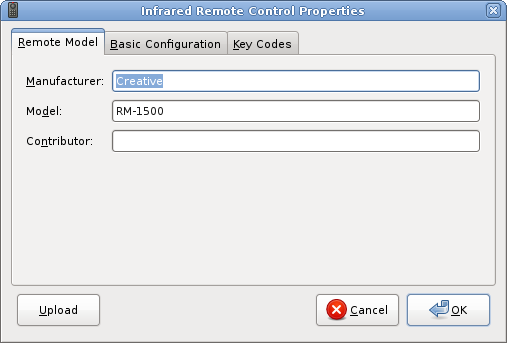 Infrared Remote Control Properties
Remote Model Basic Configuration Key Codes
Manufacturer: Creative
Model: RM-1500
Contributor:
Upload Cancel OK